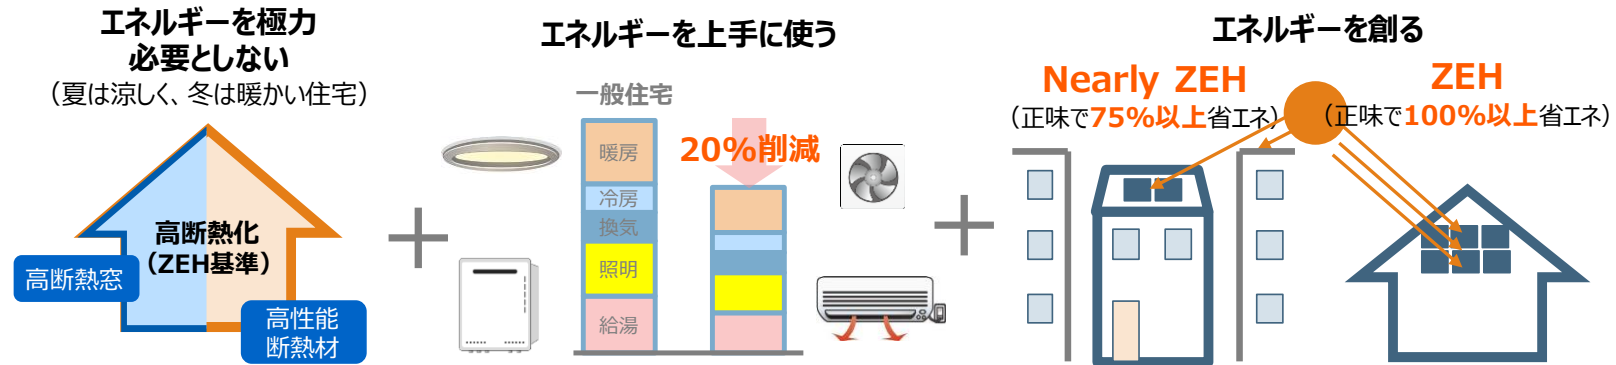 エネルギーを極力
必要としない
（夏は涼しく、冬は暖かい住宅）
高断熱化
（ZEH基準）
高断熱窓
高性能
断熱材
エネルギーを上手に使う
一般住宅
暖房
冷房
換気
照明
給湯
20％削減
エネルギーを創る
Nearly ZEH
（正味で75％以上省エネ）
ZEH
（正味で100％以上省エネ）